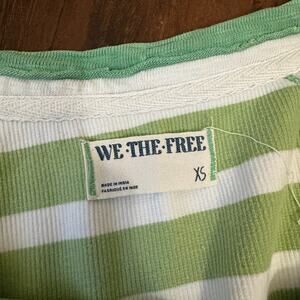 WE·THE·FREE
XS
MADE IN INDIA
FABRIQUÉ EN INDE